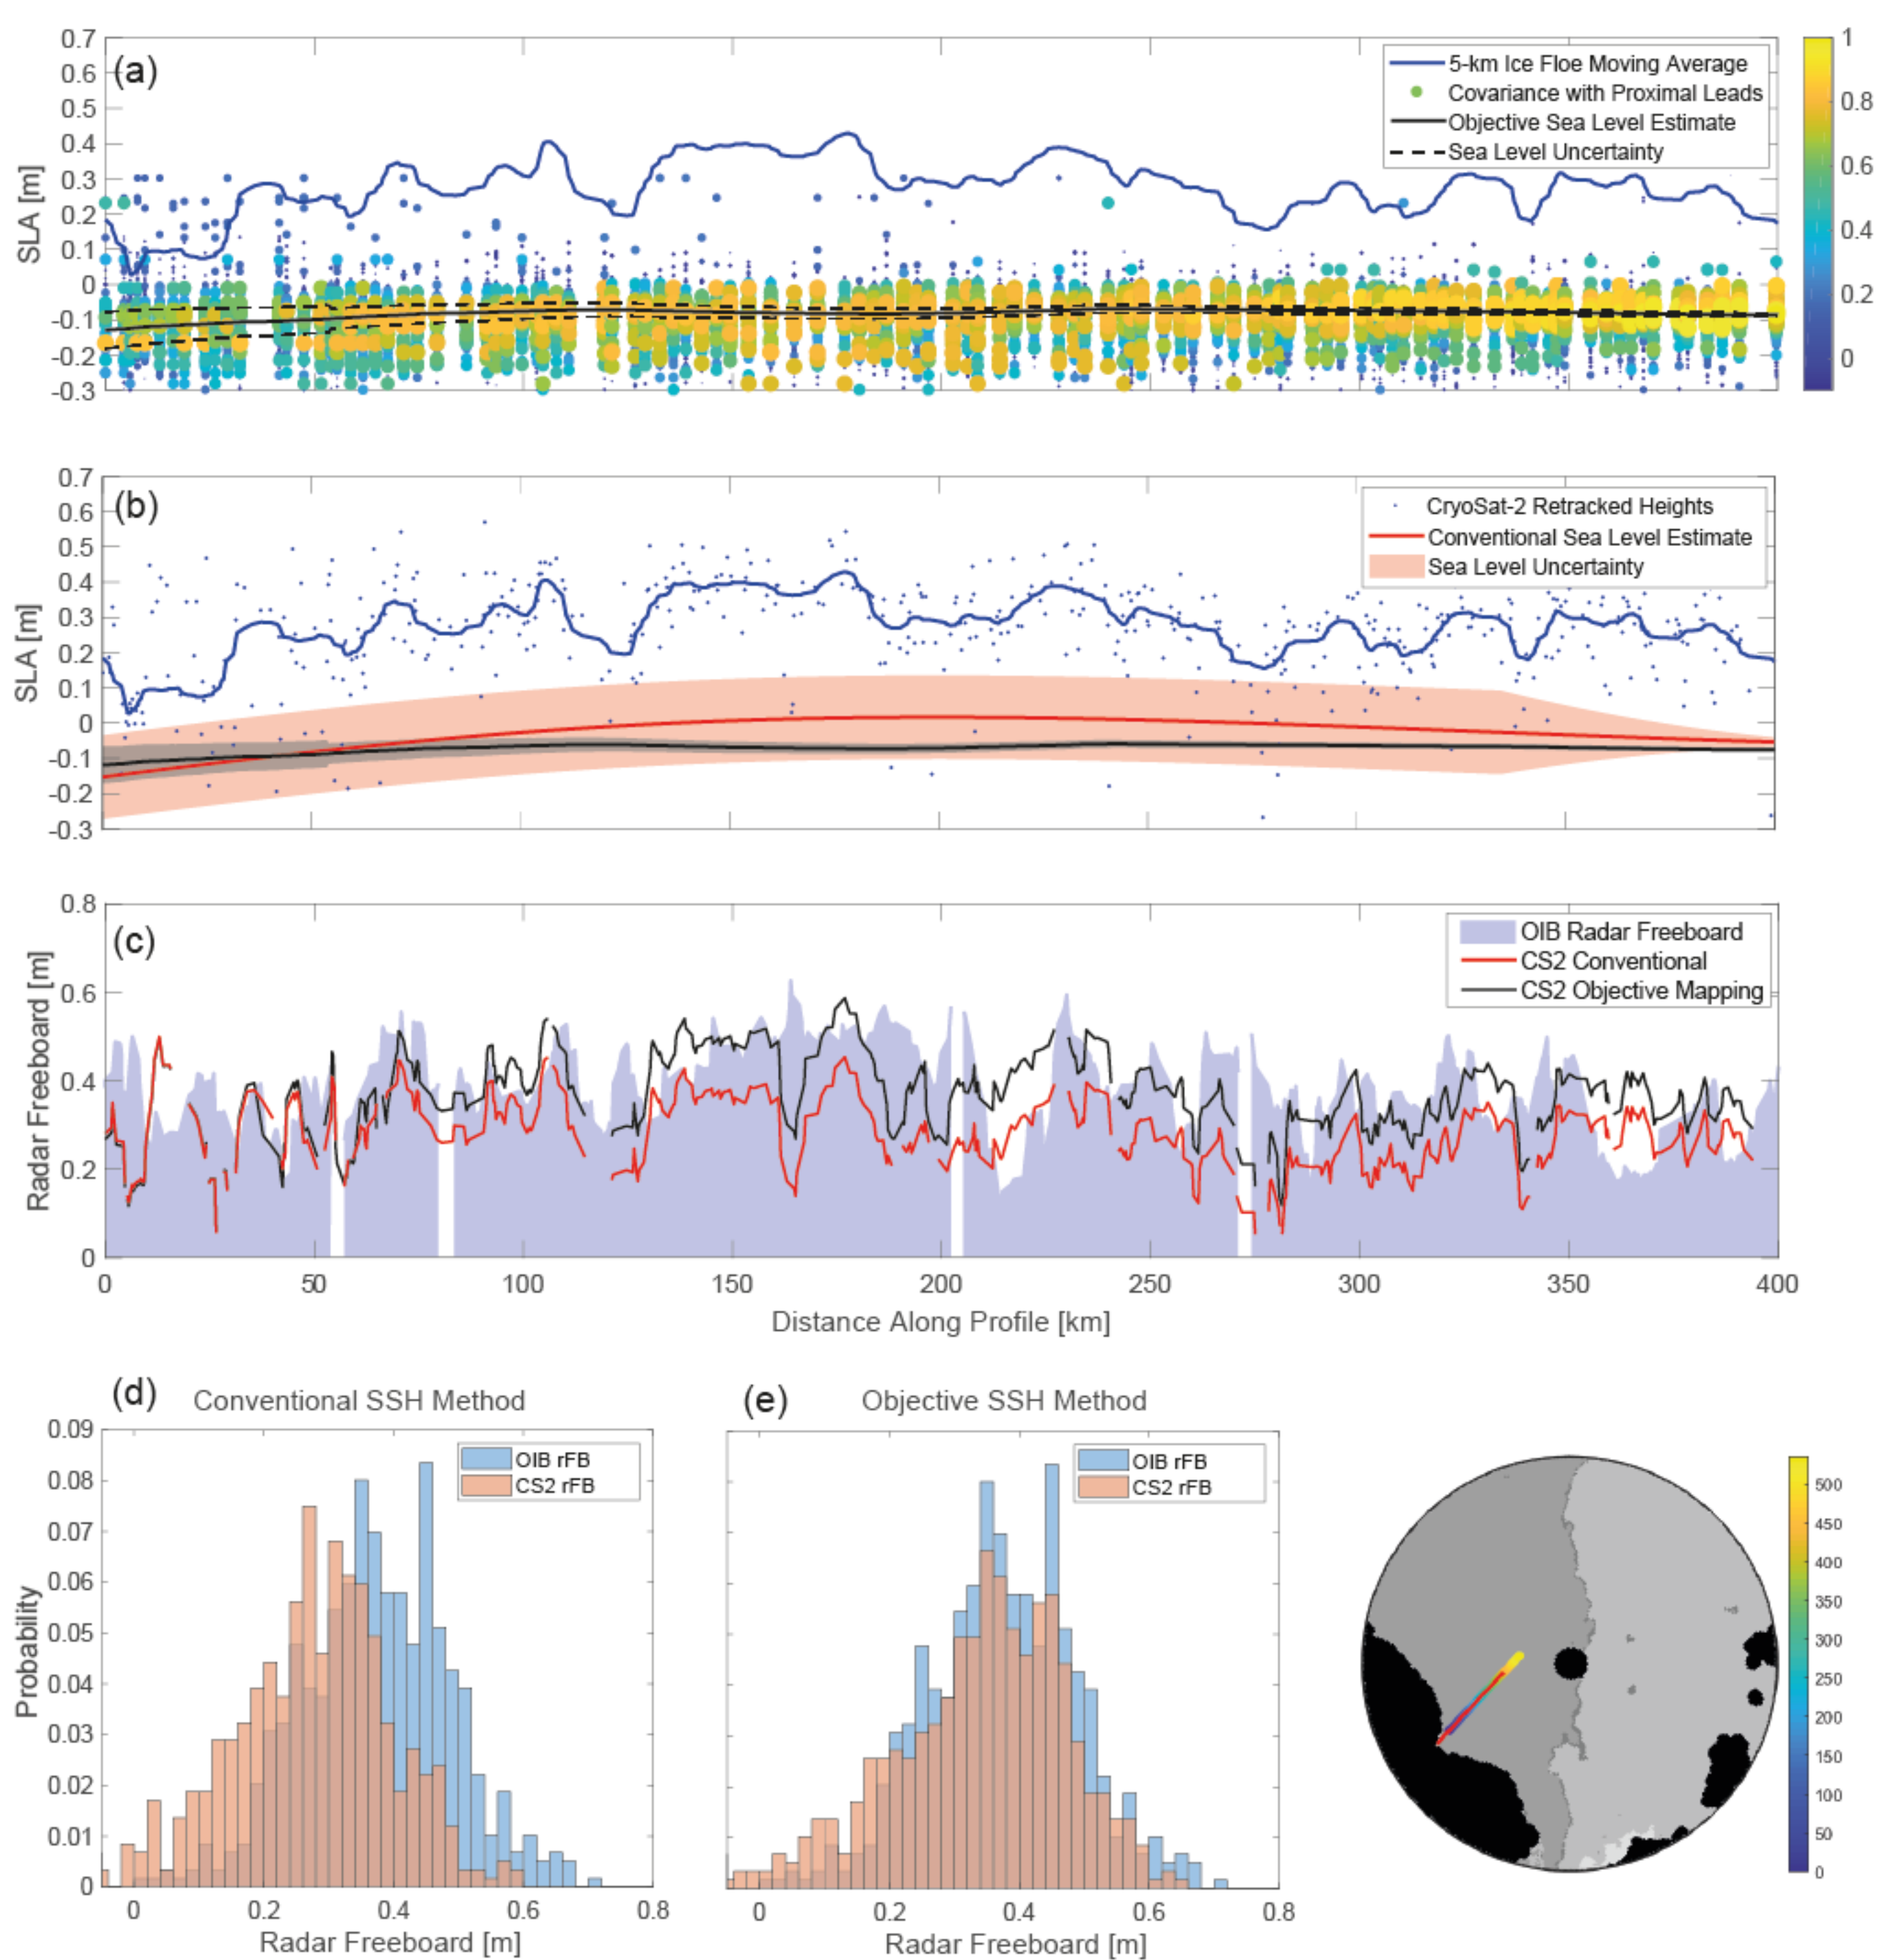 (a)
0.7
0.6
0.5
0.4
0.3
0.2
0.1
0
-0.1
-0.2
-0.3
SLA [m]
5-km Ice Floe Moving Average
Covariance with Proximal Leads
Objective Sea Level Estimate
Sea Level Uncertainty
1
0.8
0.6
0.4
0.2
0
(b)
0.7
0.6
0.5
0.4
0.3
0.2
0.1
0
-0.1
-0.2
-0.3
SLA [m]
CryoSat-2 Retracked Heights
Conventional Sea Level Estimate
Sea Level Uncertainty
(c)
0.8
0.6
0.4
0.2
0
Radar Freeboard [m]
OIB Radar Freeboard
CS2 Conventional
CS2 Objective Mapping
0 50 100 150 200 250 300 350 400
Distance Along Profile [km]
(d) Conventional SSH Method
0.09
0.08
0.07
0.06
0.05
0.04
0.03
0.02
0.01
0
Probability
OIB rFB
CS2 rFB
0 0.2 0.4 0.6 0.8
Radar Freeboard [m]
(e) Objective SSH Method
OIB rFB
CS2 rFB
0 0.2 0.4 0.6 0.8
Radar Freeboard [m]
500
450
400
350
300
250
200
150
100
50
0